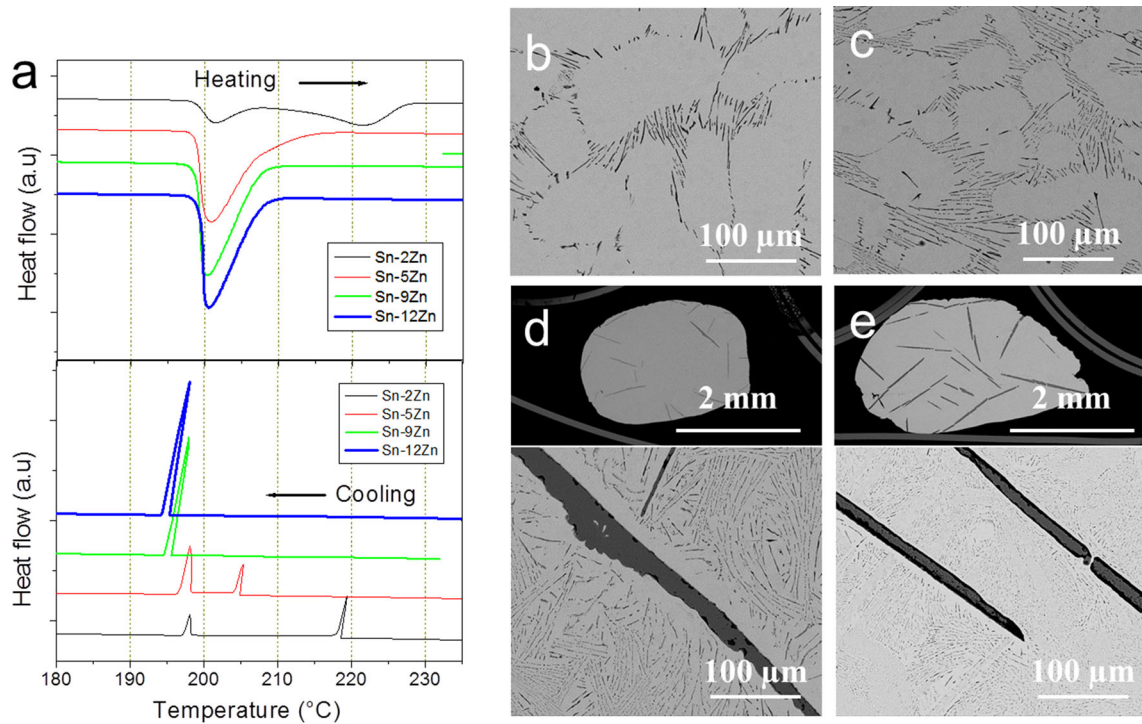 a
Heat flow (a.u)
Heating
Sn-2Zn
Sn-5Zn
Sn-9Zn
Sn-12Zn
Heat flow (a.u)
Sn-2Zn
Sn-5Zn
Sn-9Zn
Sn-12Zn
Cooling
180 190 200 210 220 230
Temperature (°C)
b
100 µm
c
100 µm
d
2 mm
e
2 mm
100 µm
100 µm